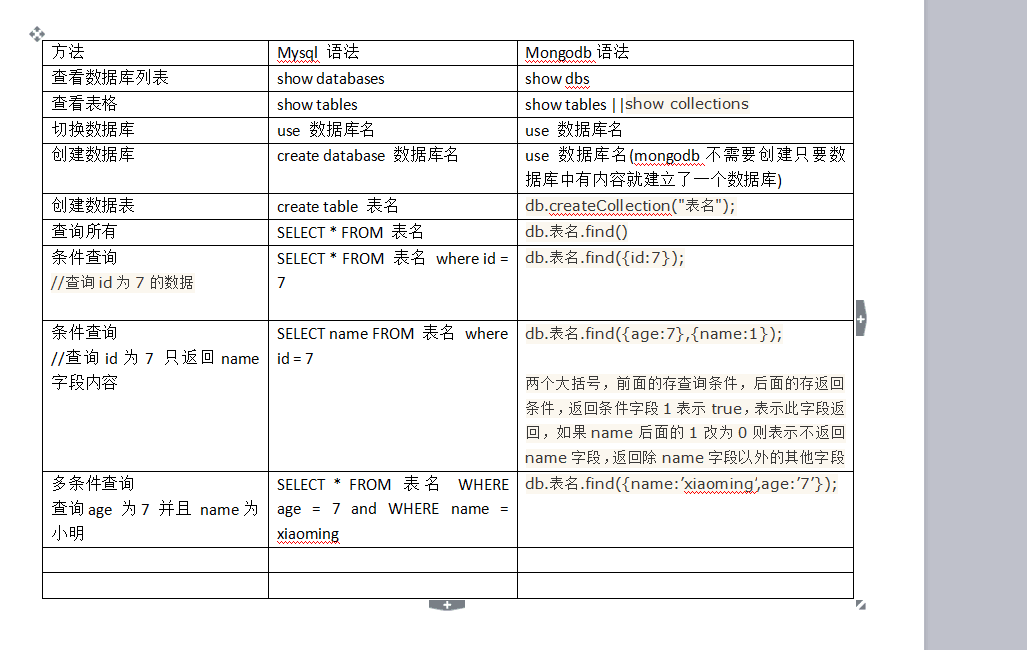 方法 Mysql 语法 Mongodb 语法
查看数据库列表 show databases show dbs
查看表格 show tables show tables ||show collections
切换数据库 use 数据库名 use 数据库名
创建数据库 create database 数据库名 use 数据库名(mongodb 不需要创建只要数
据库中有内容就建立了一个数据库)
创建数据表 create table 表名 db.createCollection("表名");
查询所有 SELECT * FROM 表名 db.表名.find()
条件查询
//查询 id 为 7 的数据
SELECT * FROM 表名 where id =
7
db.表名.find({id:7});
条件查询
//查询 id 为 7 只返回 name
字段内容
SELECT name FROM 表名 where
id = 7
db.表名.find({age:7},{name:1});
两个大括号，前面的存查询条件，后面的存返回
条件，返回条件字段 1 表示 true，表示此字段返
回，如果 name 后面的 1 改为 0 则表示不返回
name 字段，返回除 name 字段以外的其他字段
多条件查询
查询 age 为 7 并且 name 为
小明
SELECT * FROM 表名 WHERE
age = 7 and WHERE name =
xiaoming
db.表名.find({name:’xiaoming‘,age:’7’});